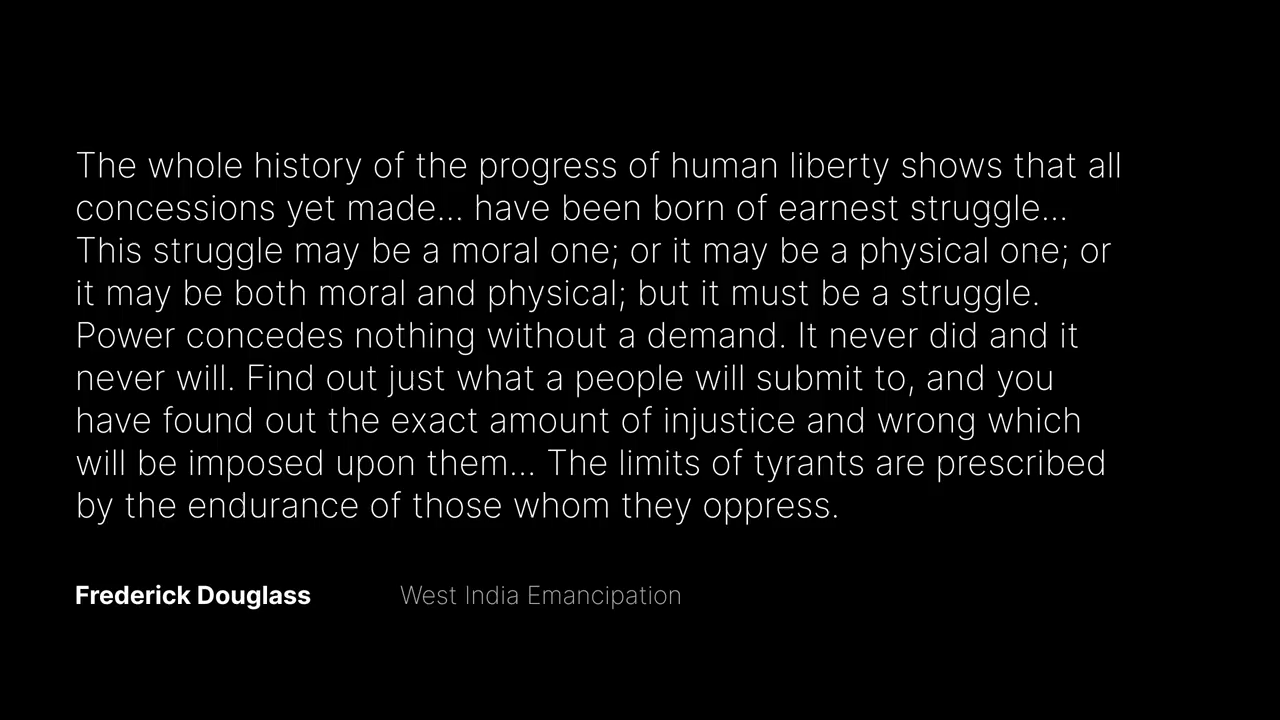 The whole history of the progress of human liberty shows that all
concessions yet made... have been born of earnest struggle...
This struggle may be a moral one; or it may be a physical one; or
it may be both moral and physical; but it must be a struggle.
Power concedes nothing without a demand. It never did and it
never will. Find out just what a people will submit to, and you
have found out the exact amount of injustice and wrong which
will be imposed upon them... The limits of tyrants are prescribed
by the endurance of those whom they oppress.
Frederick Douglass West India Emancipation